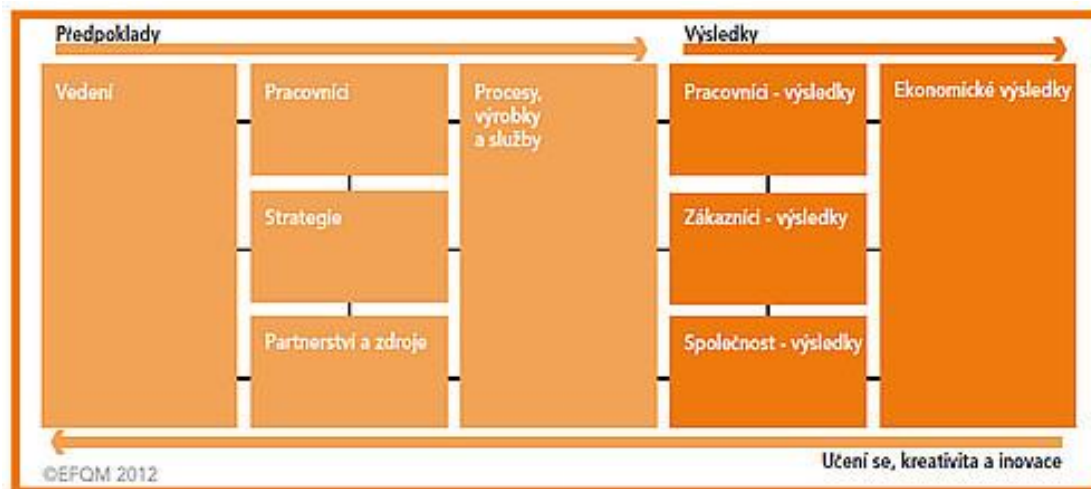 Předpoklady
Výsledky
Vedení
Pracovníci
Procesy,
výrobky
a služby
Pracovníci - výsledky
Ekonomické výsledky
Strategie
Zákazníci - výsledky
Partnerství a zdroje
Společnost - výsledky
Učení se, kreativita a inovace
©EFQM 2012